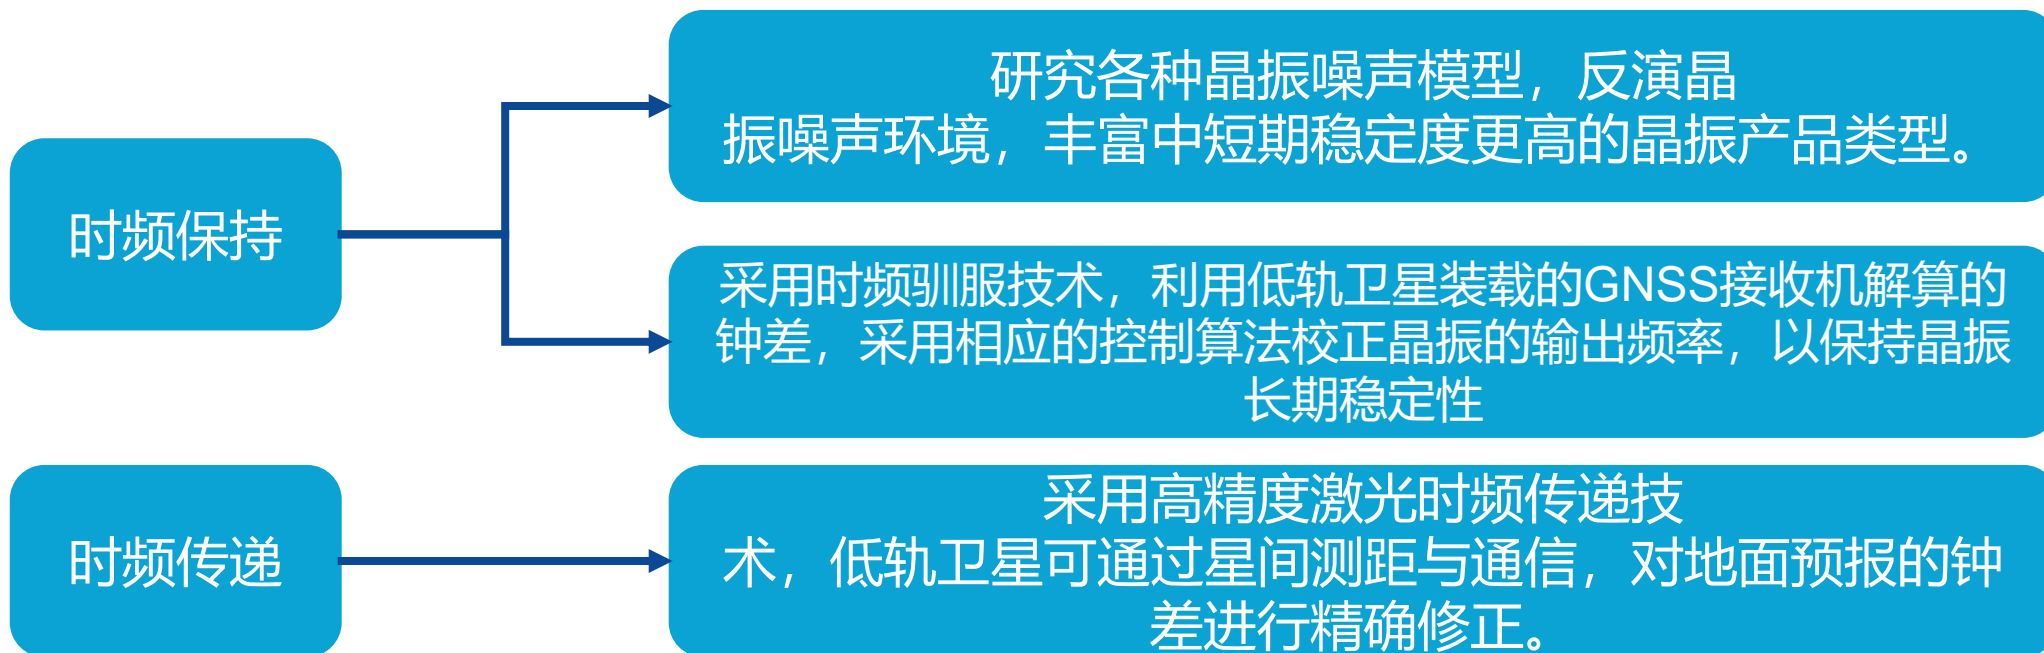 时频保持
研究各种晶振噪声模型，反演晶
振噪声环境，丰富中短期稳定度更高的晶振产品类型。
采用时频驯服技术，利用低轨卫星装载的GNSS接收机解算的
钟差，采用相应的控制算法校正晶振的输出频率，以保持晶振
长期稳定性
时频传递
采用高精度激光时频传递技
术，低轨卫星可通过星间测距与通信，对地面预报的钟
差进行精确修正。